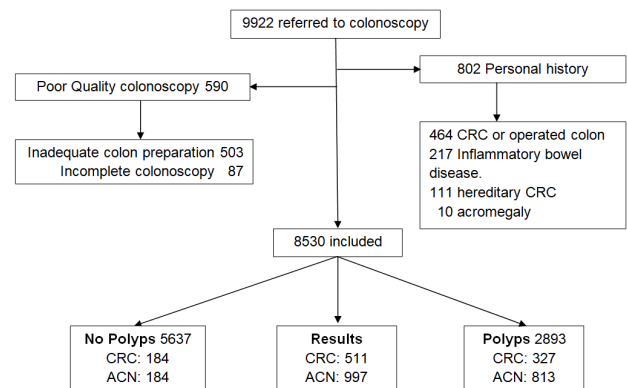 9922 referred to colonoscopy
802 Personal history
Poor Quality colonoscopy 590
464 CRC or operated colon
217 Inflammatory bowel
disease.
111 hereditary CRC
10 acromegaly
Inadequate colon preparation 503
Incomplete colonoscopy 87
8530 included
No Polyps 5637
CRC: 184
ACN: 184
Results
CRC: 511
ACN: 997
Polyps 2893
CRC: 327
ACN: 813